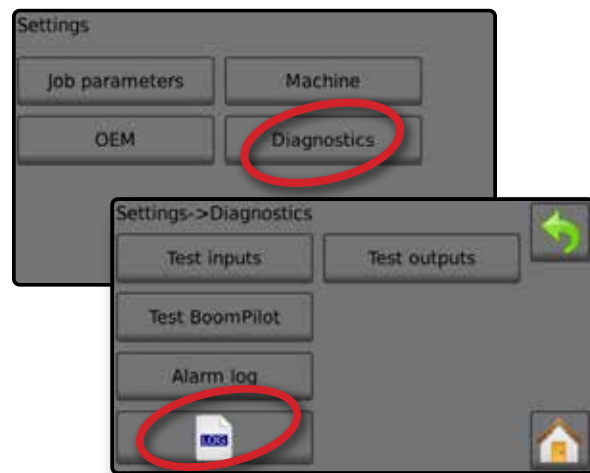 Settings
Job parameters
Machine
OEM
Diagnostics
Settings->Diagnostics
Test inputs
Test outputs
Test BoomPilot
Alarm log
LOG